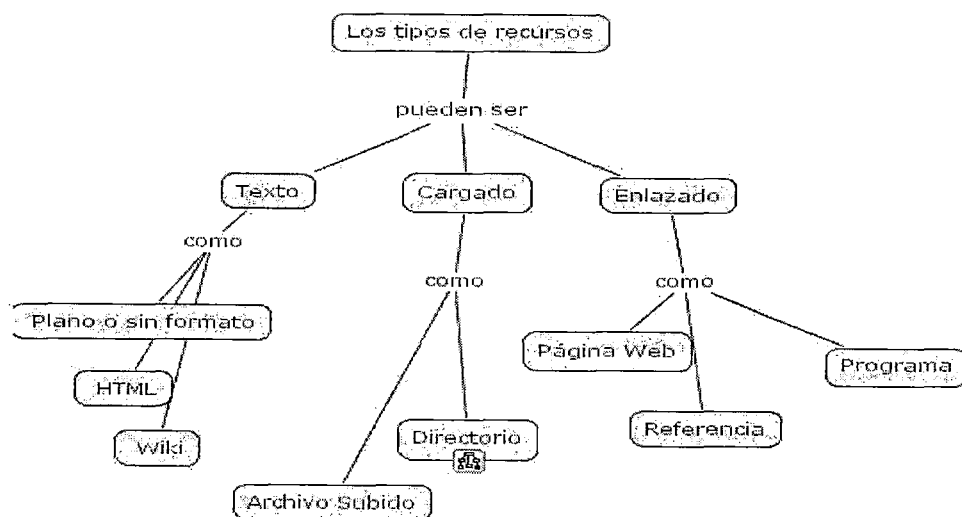 Los tipos de recursos
pueden ser
Texto
Cargado
Enlazado
como
como
como
Plano o sin formato
Página Web
Programa
HTML
Wiki
Directorio
Referencia
Archivo Subido